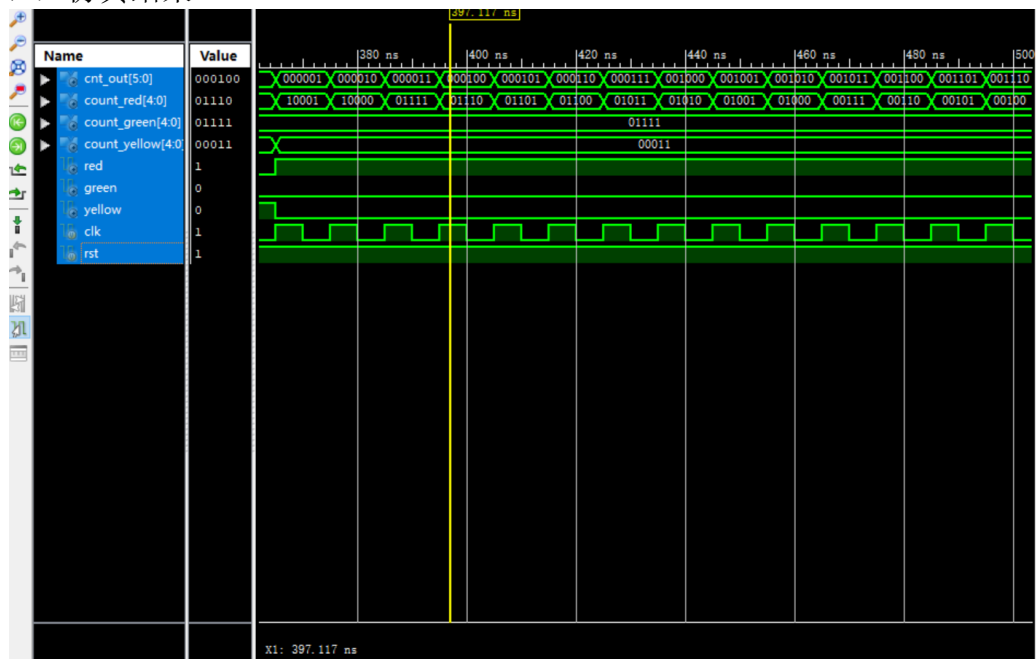 397.117 ns
Name Value
380 ns 400 ns 420 ns 440 ns 460 ns 480 ns 500
cnt_out[5:0] 000100 000001 000010 000011 000100 000101 000110 000111 001000 001001 001010 001011 001100 001101 001110
count_red[4:0] 01110 10001 10000 01111 01110 01101 01100 01011 01010 01001 01000 00111 00110 00101 00100
count_green[4:0] 01111 01111
count_yellow[4:0] 00011 00011
red 1
green 0
yellow 0
clk 1
rst 1
X1: 397.117 ns